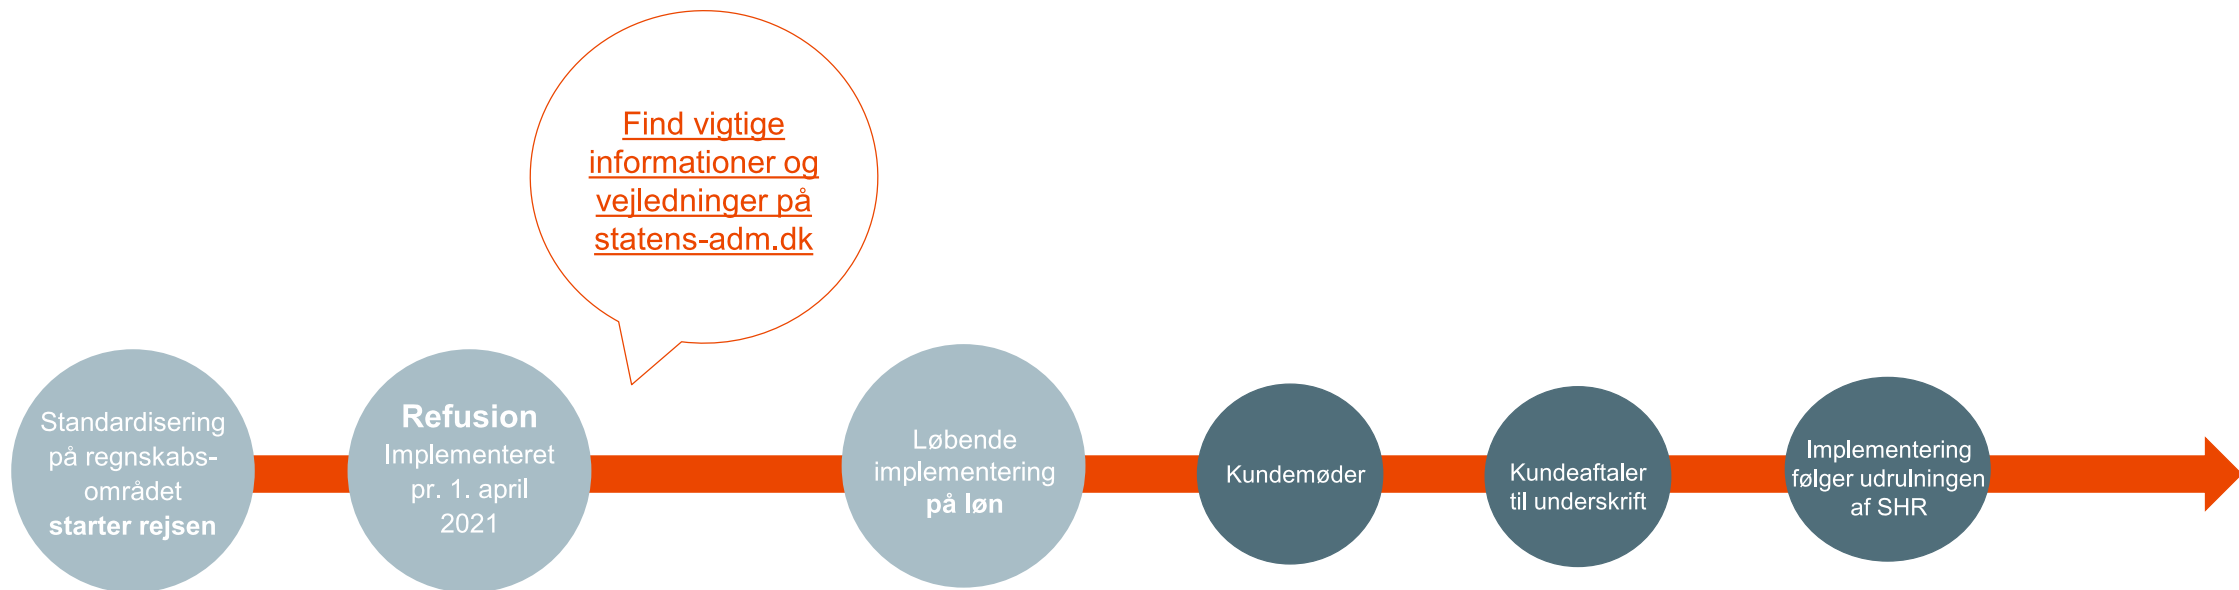 Find vigtige
informationer og
vejledninger på
statens-adm.dk
Standardisering
på regnskabs-
området
starter rejsen
Refusion
Implementeret
pr. 1. april
2021
Løbende
implementering
på løn
Kundemøder
Kundeaftaler
til underskrift
Implementering
følger udrulningen
af SHR